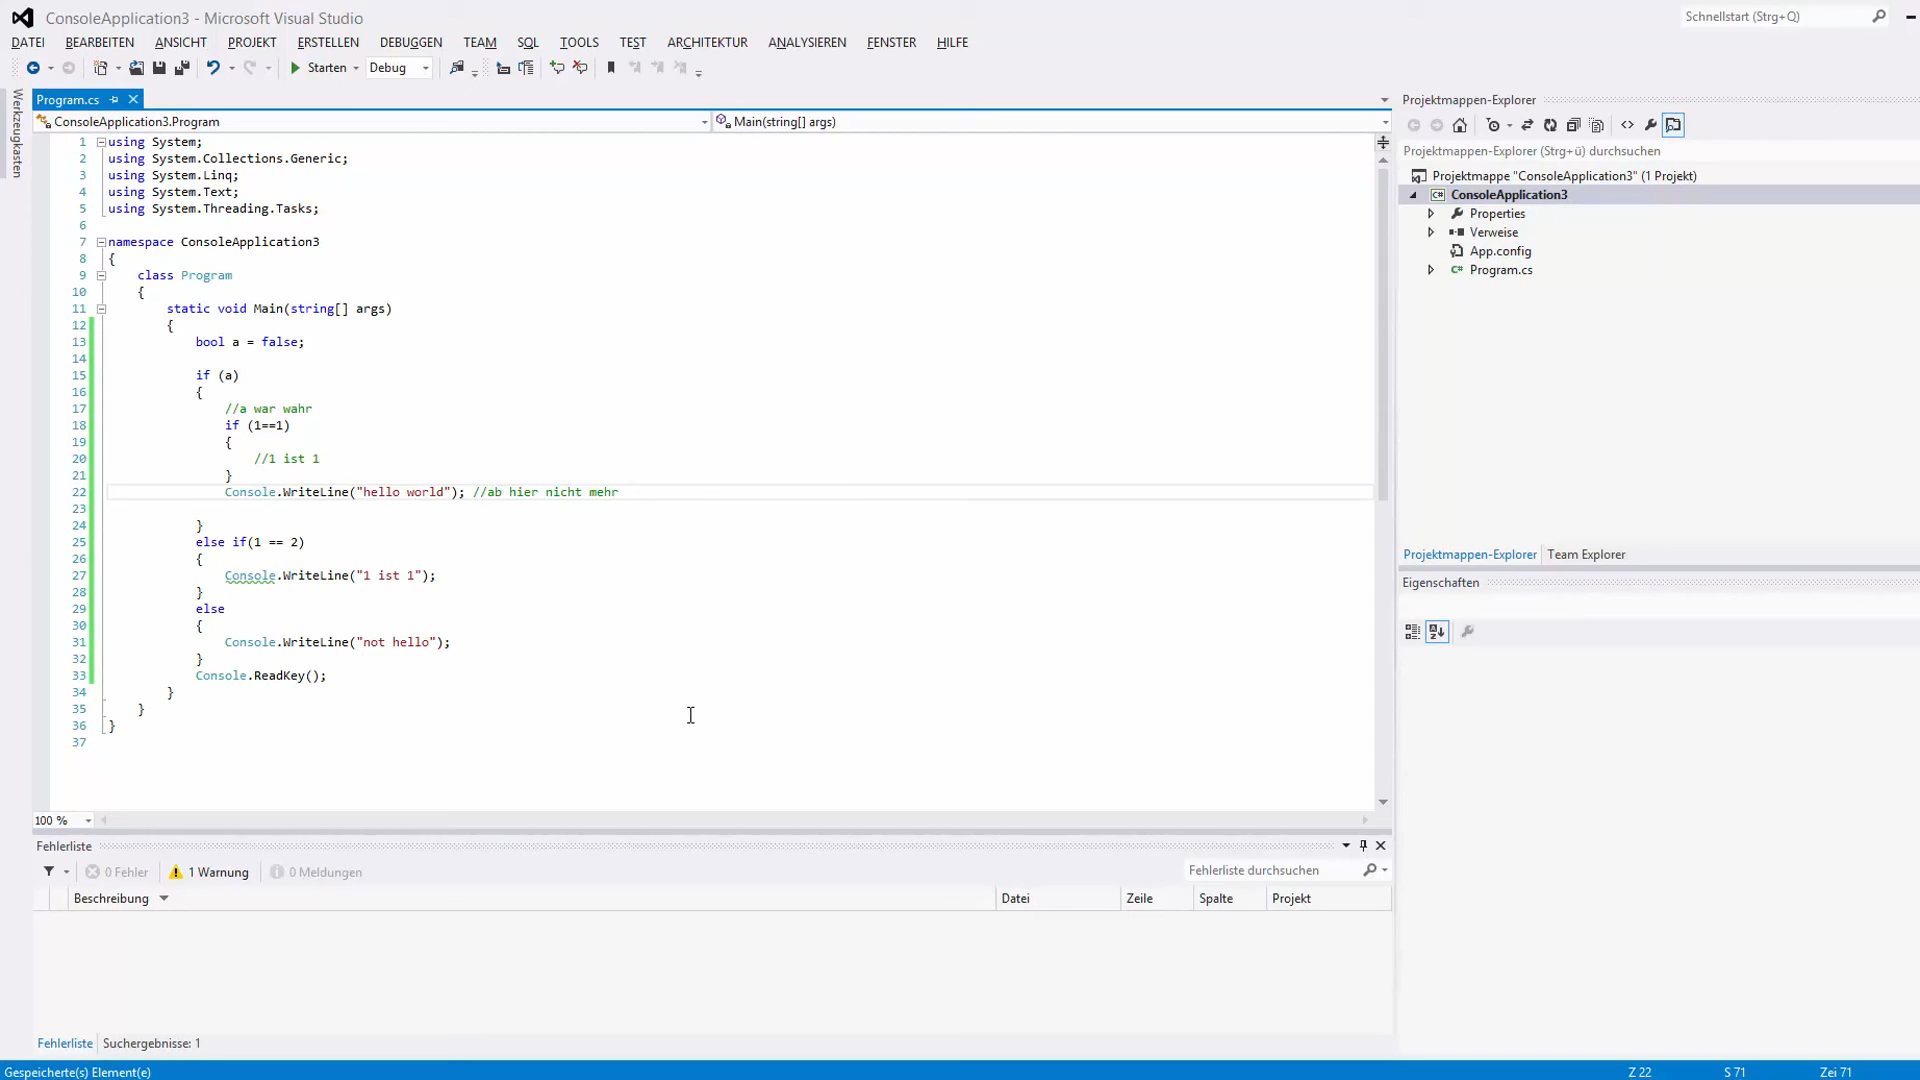 ConsoleApplication3 - Microsoft Visual Studio
Schnellstart (Strg+Q)
DATEI BEARBEITEN ANSICHT PROJEKT ERSTELLEN DEBUGGEN TEAM SQL TOOLS TEST ARCHITEKTUR ANALYSIEREN FENSTER HILFE
Starten Debug
Werkzeugkasten
Program.cs
ConsoleApplication3.Program
Main(string[] args)
1 using System;
2 using System.Collections.Generic;
3 using System.Linq;
4 using System.Text;
5 using System.Threading.Tasks;
6
7 namespace ConsoleApplication3
8 {
9 class Program
10 {
11 static void Main(string[] args)
12 {
13 bool a = false;
14
15 if (a)
16 {
17 //a war wahr
18 if (1==1)
19 {
20 //1 ist 1
21 }
22 Console.WriteLine("hello world"); //ab hier nicht mehr
23
24 }
25 else if(1 == 2)
26 {
27 Console.WriteLine("1 ist 1");
28 }
29 else
30 {
31 Console.WriteLine("not hello");
32 }
33 Console.ReadKey();
34 }
35 }
36 }
37
100 %
Projektmappen-Explorer
Projektmappen-Explorer (Strg+ü) durchsuchen
Projektmappe "ConsoleApplication3" (1 Projekt)
C# ConsoleApplication3
Properties
Verweise
App.config
C# Program.cs
Projektmappen-Explorer Team Explorer
Eigenschaften
Fehlerliste
0 Fehler 1 Warnung 0 Meldungen
Fehlerliste durchsuchen
Beschreibung Datei Zeile Spalte Projekt
Fehlerliste Suchergebnisse: 1
Gespeicherte(s) Element(e)
Z 22 S 71 Zei 71